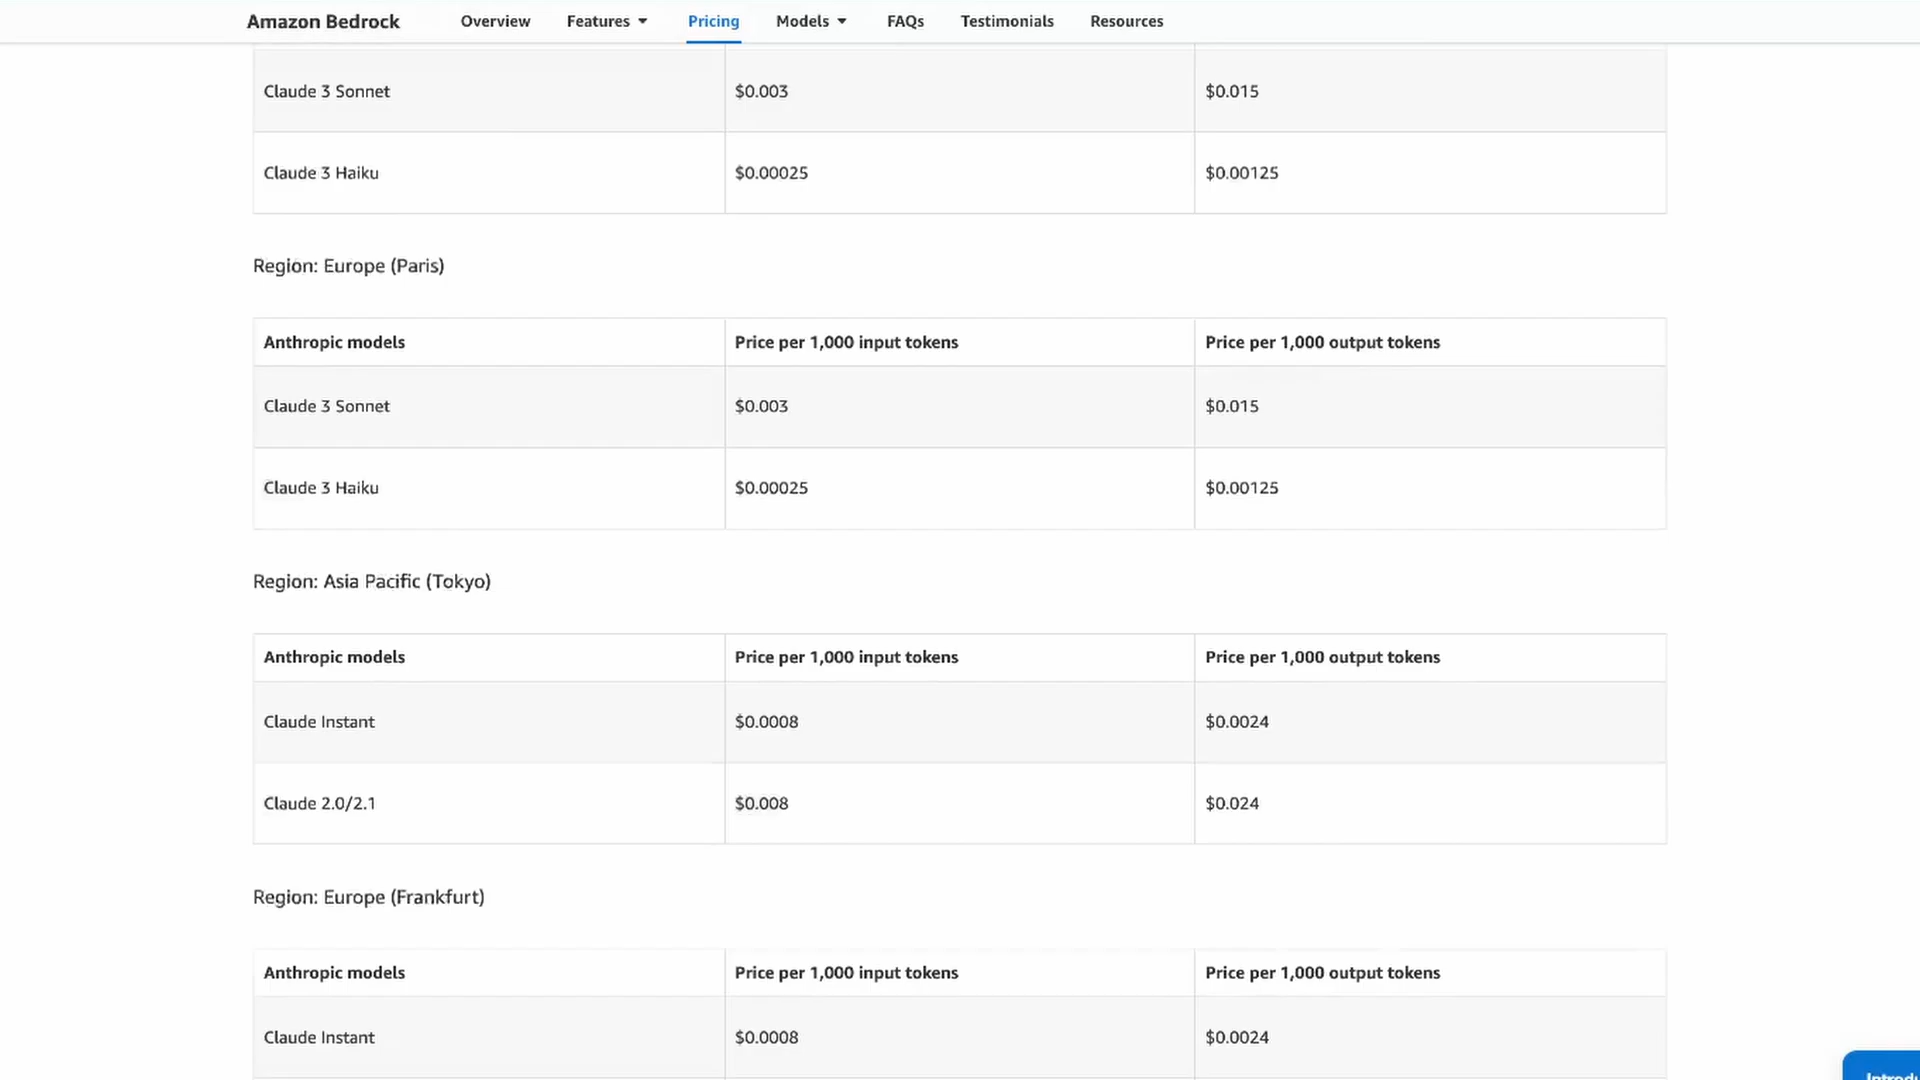 Amazon Bedrock Overview Features Pricing Models FAQs Testimonials Resources
Claude 3 Sonnet $0.003 $0.015
Claude 3 Haiku $0.00025 $0.00125
Region: Europe (Paris)
Anthropic models Price per 1,000 input tokens Price per 1,000 output tokens
Claude 3 Sonnet $0.003 $0.015
Claude 3 Haiku $0.00025 $0.00125
Region: Asia Pacific (Tokyo)
Anthropic models Price per 1,000 input tokens Price per 1,000 output tokens
Claude Instant $0.0008 $0.0024
Claude 2.0/2.1 $0.008 $0.024
Region: Europe (Frankfurt)
Anthropic models Price per 1,000 input tokens Price per 1,000 output tokens
Claude Instant $0.0008 $0.0024